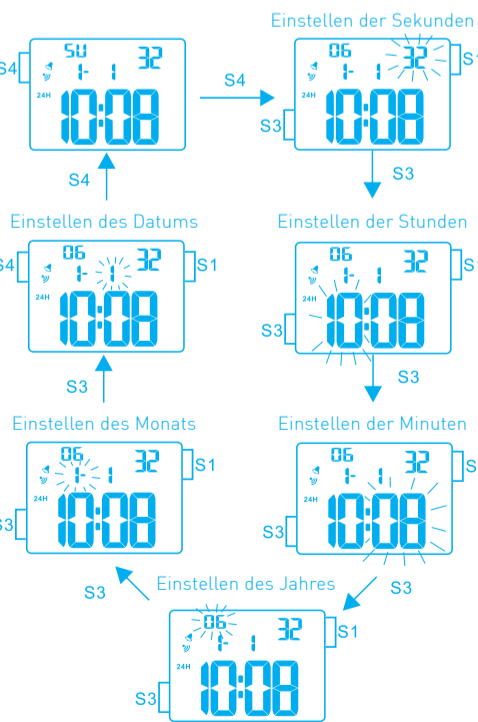 Einstellen der Sekunden
SU 32
1- 1
24H
10:08
S4
S4
06 32
1- 1
24H
10:08
S3
S1
S4
S3
Einstellen des Datums
06 32
1- 1
24H
10:08
S4
S1
Einstellen der Stunden
06 32
1- 1
24H
10:08
S3
S1
S3
S3
Einstellen des Monats
06 32
1- 1
24H
10:08
S3
S1
Einstellen der Minuten
06 32
1- 1
24H
10:08
S3
S
S3
S3
Einstellen des Jahres
06 32
1- 1
24H
10:08
S3
S1